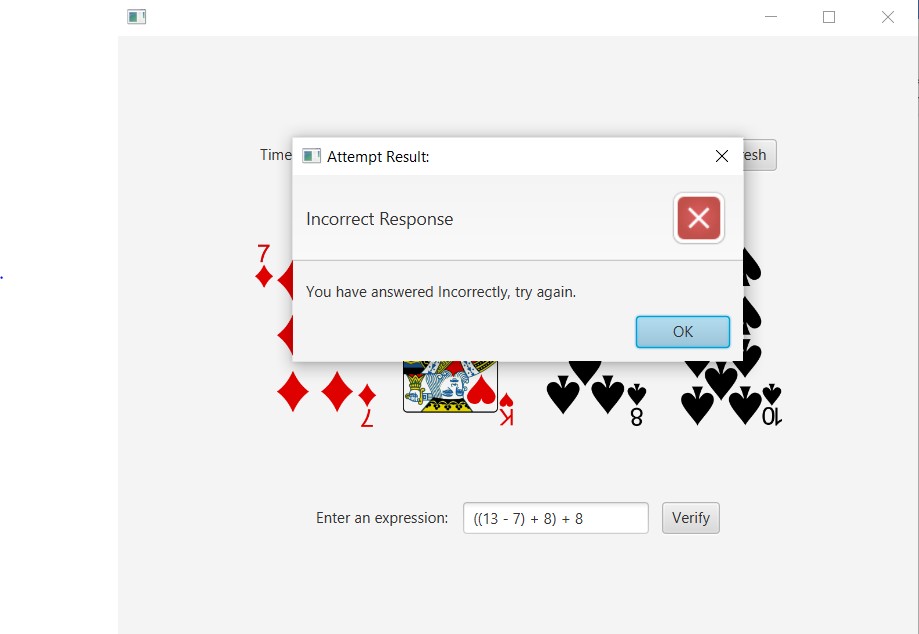 Attempt Result:
Time
esh
Incorrect Response
7
You have answered Incorrectly, try again.
OK
7
K
8
10
Enter an expression:
((13 - 7) + 8) + 8
Verify